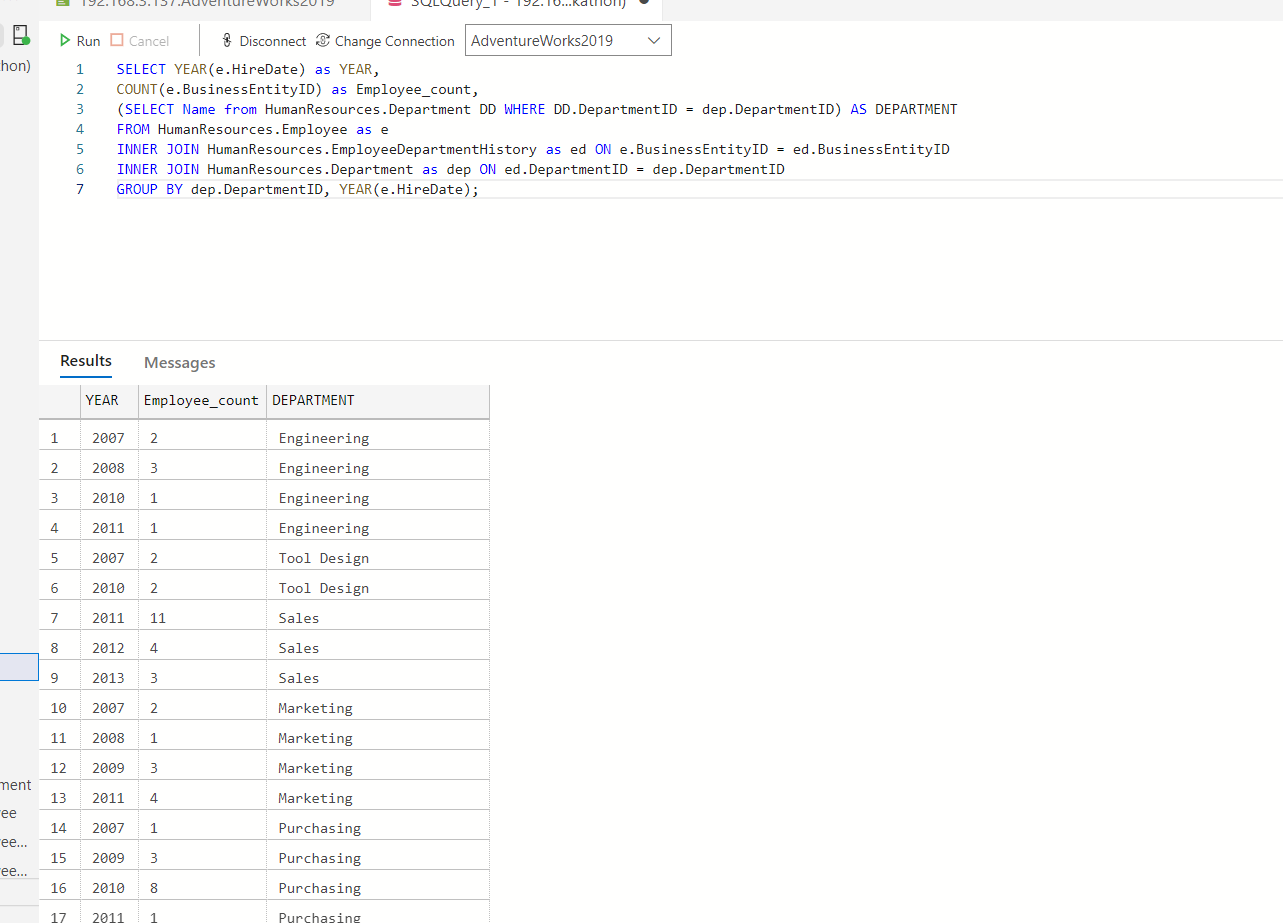 192.168.3.137.AdventureWorks2019
SQLQuery_1 - 192.16...kathon)
Run Cancel Disconnect Change Connection AdventureWorks2019
hon)
1 SELECT YEAR(e.HireDate) as YEAR,
2 COUNT(e.BusinessEntityID) as Employee_count,
3 (SELECT Name from HumanResources.Department DD WHERE DD.DepartmentID = dep.DepartmentID) AS DEPARTMENT
4 FROM HumanResources.Employee as e
5 INNER JOIN HumanResources.EmployeeDepartmentHistory as ed ON e.BusinessEntityID = ed.BusinessEntityID
6 INNER JOIN HumanResources.Department as dep ON ed.DepartmentID = dep.DepartmentID
7 GROUP BY dep.DepartmentID, YEAR(e.HireDate);
Results Messages
YEAR Employee_count DEPARTMENT
1 2007 2 Engineering
2 2008 3 Engineering
3 2010 1 Engineering
4 2011 1 Engineering
5 2007 2 Tool Design
6 2010 2 Tool Design
7 2011 11 Sales
8 2012 4 Sales
9 2013 3 Sales
10 2007 2 Marketing
11 2008 1 Marketing
12 2009 3 Marketing
13 2011 4 Marketing
14 2007 1 Purchasing
15 2009 3 Purchasing
16 2010 8 Purchasing
17 2011 1 Purchasing
ment
ee
ee...
ee...